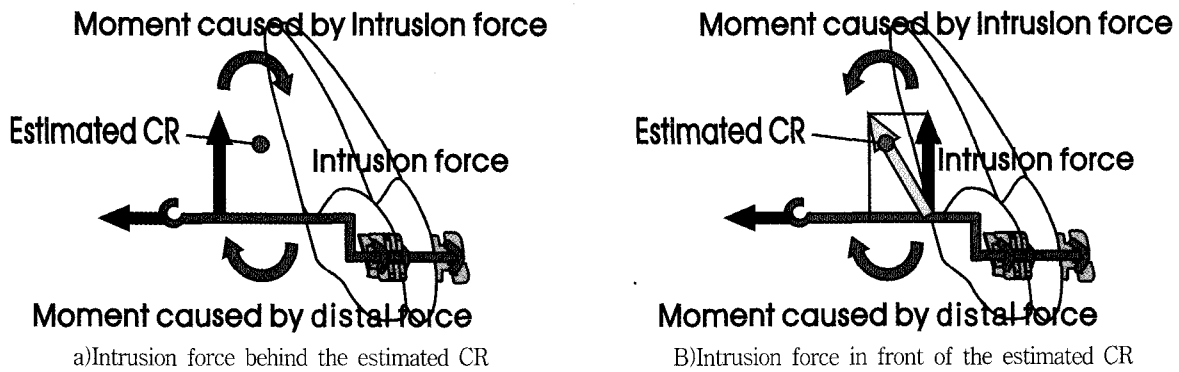 Moment caused by Intrusion force
Estimated CR
Intrusion force
Moment caused by distal force
a)Intrusion force behind the estimated CR
Moment caused by Intrusion force
Estimated CR
Intrusion force
Moment caused by distal force
B)Intrusion force in front of the estimated CR